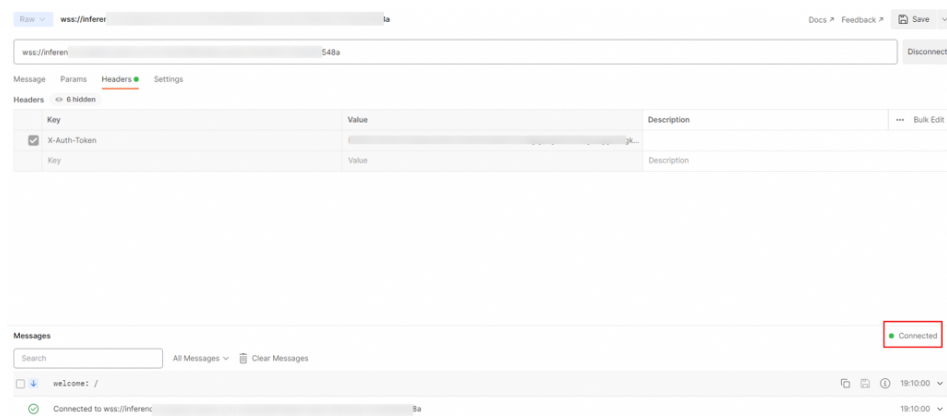 Raw wss://inferen la Docs Feedback Save
wss://inferen 548a Disconnect
Message Params Headers Settings
Headers 6 hidden
Key Value Description Bulk Edit
X-Auth-Token gk...
Key Value Description
Messages Connected
Search All Messages Clear Messages
welcome: / 19:10:00
Connected to wss://inferenc 8a 19:10:00